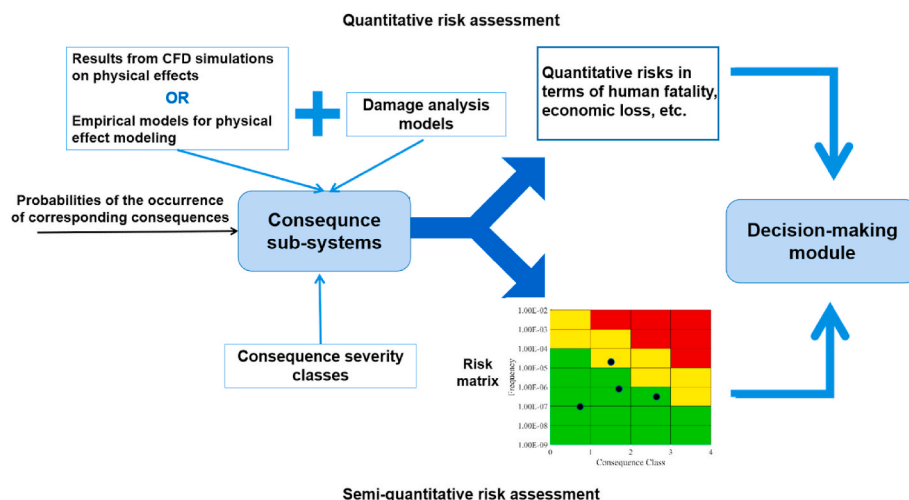 Quantitative risk assessment
Results from CFD simulations
on physical effects
OR
Empirical models for physical
effect modeling
Damage analysis
models
Quantitative risks in
terms of human fatality,
economic loss, etc.
Probabilities of the occurrence
of corresponding consequences
Consequnce
sub-systems
Decision-making
module
Consequence severity
classes
Risk
matrix
Frequency
1.00E-02
1.00E-03
1.00E-04
1.00E-05
1.00E-06
1.00E-07
1.00E-08
1.00E-09
0
1
2
3
4
Consequence Class
Semi-quantitative risk assessment